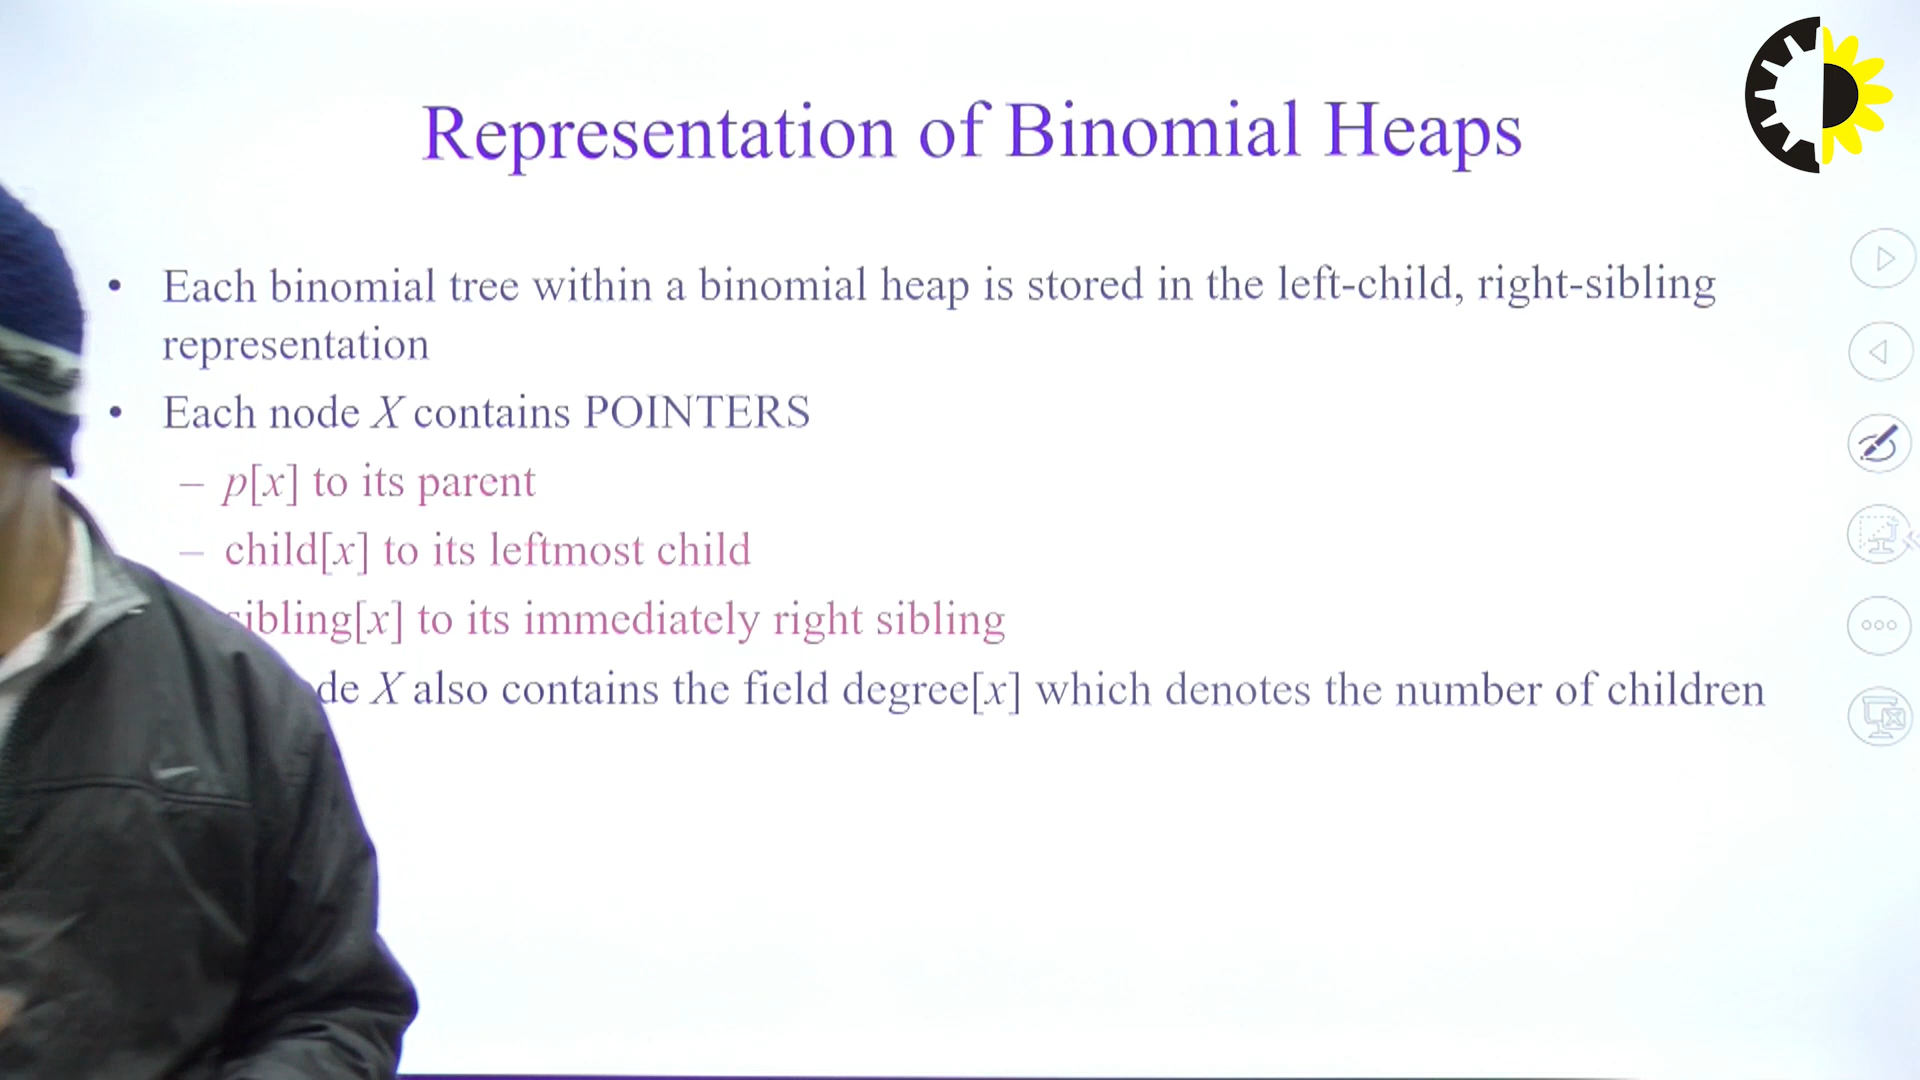 Representation of Binomial Heaps
• Each binomial tree within a binomial heap is stored in the left-child, right-sibling
representation
• Each node X contains POINTERS
– p[x] to its parent
– child[x] to its leftmost child
sibling[x] to its immediately right sibling
X also contains the field degree[x] which denotes the number of children